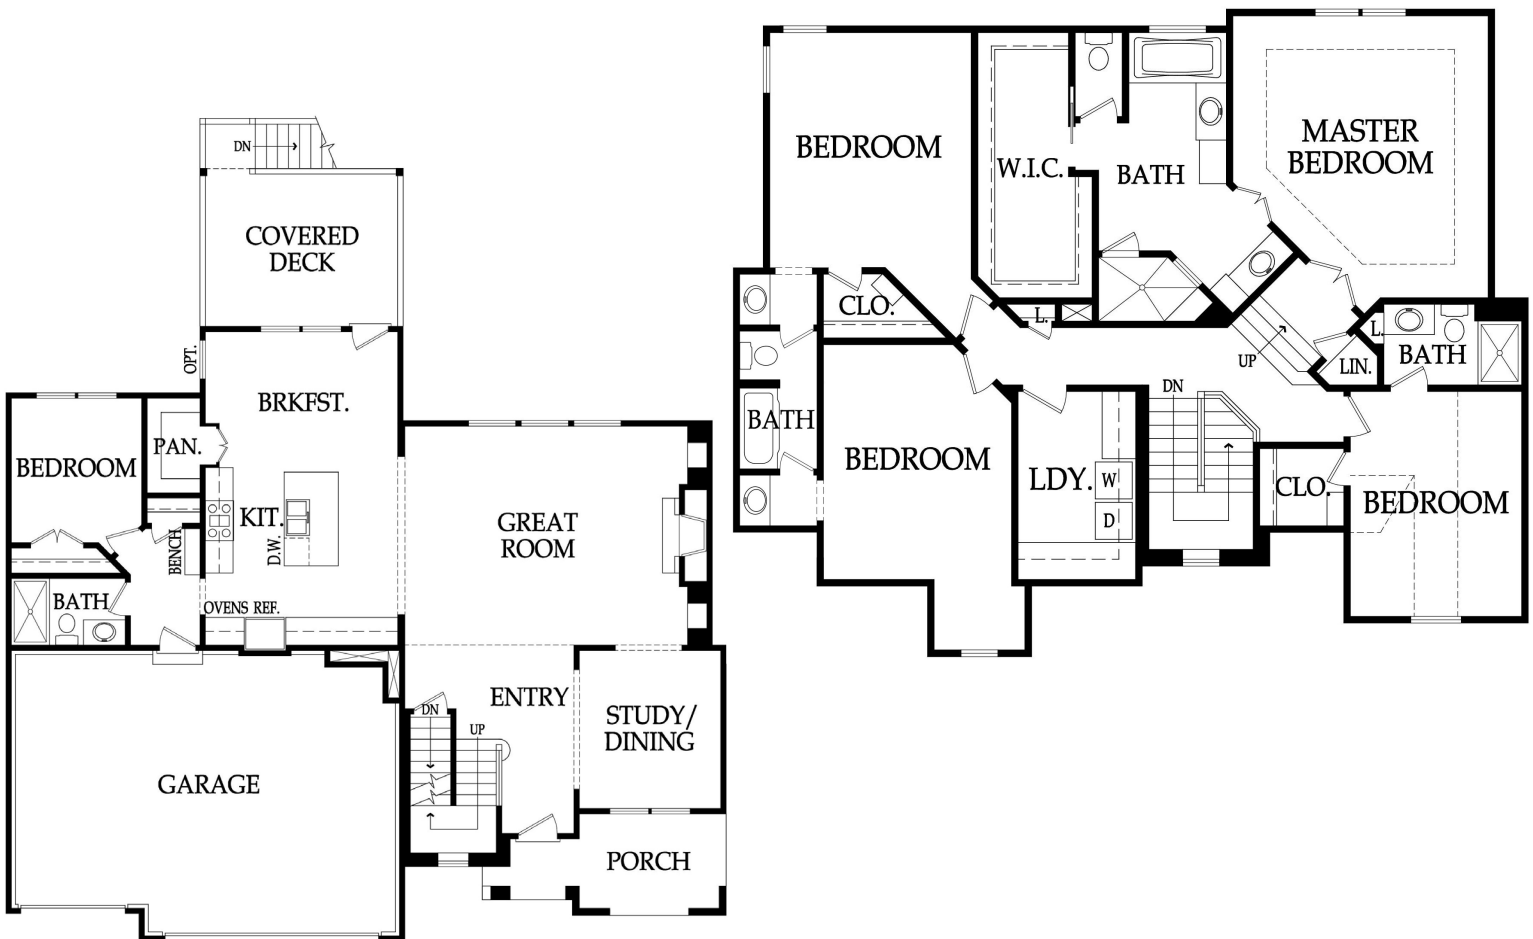 DN
COVERED
DECK
OPT.
BRKFST.
PAN.
BEDROOM
KIT.
D.W.
BENCH
GREAT
ROOM
BATH
OVENS REF.
ENTRY
DN
UP
STUDY/
DINING
GARAGE
PORCH
BEDROOM
W.I.C.
BATH
MASTER
BEDROOM
CLO.
L.
L.
BATH
UP
LIN.
DN
BATH
BEDROOM
LDY.
W
D
CLO.
BEDROOM